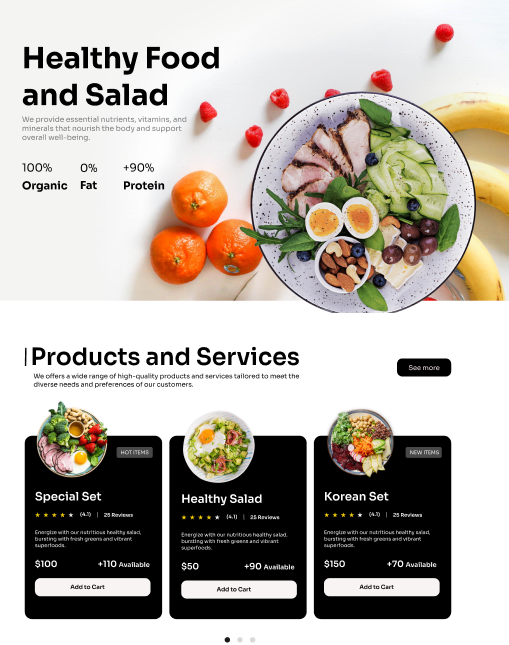 Healthy Food
and Salad
We provide essential nutrients, vitamins, and
minerals that nourish the body and support
overall well-being.
100% 0% +90%
Organic Fat Protein
Products and Services
We offers a wide range of high-quality products and services tailored to meet the
diverse needs and preferences of our customers.
See more
HOT ITEMS
Special Set
(4.1) | 25 Reviews
Energize with our nutritious healthy salad,
bursting with fresh greens and vibrant
superfoods.
$100 +110 Available
Add to Cart
Healthy Salad
(4.1) | 25 Reviews
Energize with our nutritious healthy salad,
bursting with fresh greens and vibrant
superfoods.
$50 +90 Available
Add to Cart
NEW ITEMS
Korean Set
(4.1) | 25 Reviews
Energize with our nutritious healthy salad,
bursting with fresh greens and vibrant
superfoods.
$150 +70 Available
Add to Cart